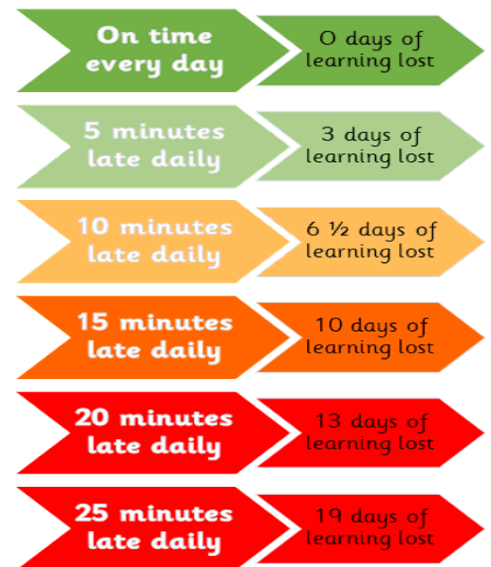 On time
every day
0 days of
learning lost
5 minutes
late daily
3 days of
learning lost
10 minutes
late daily
6 ½ days of
learning lost
15 minutes
late daily
10 days of
learning lost
20 minutes
late daily
13 days of
learning lost
25 minutes
late daily
19 days of
learning lost